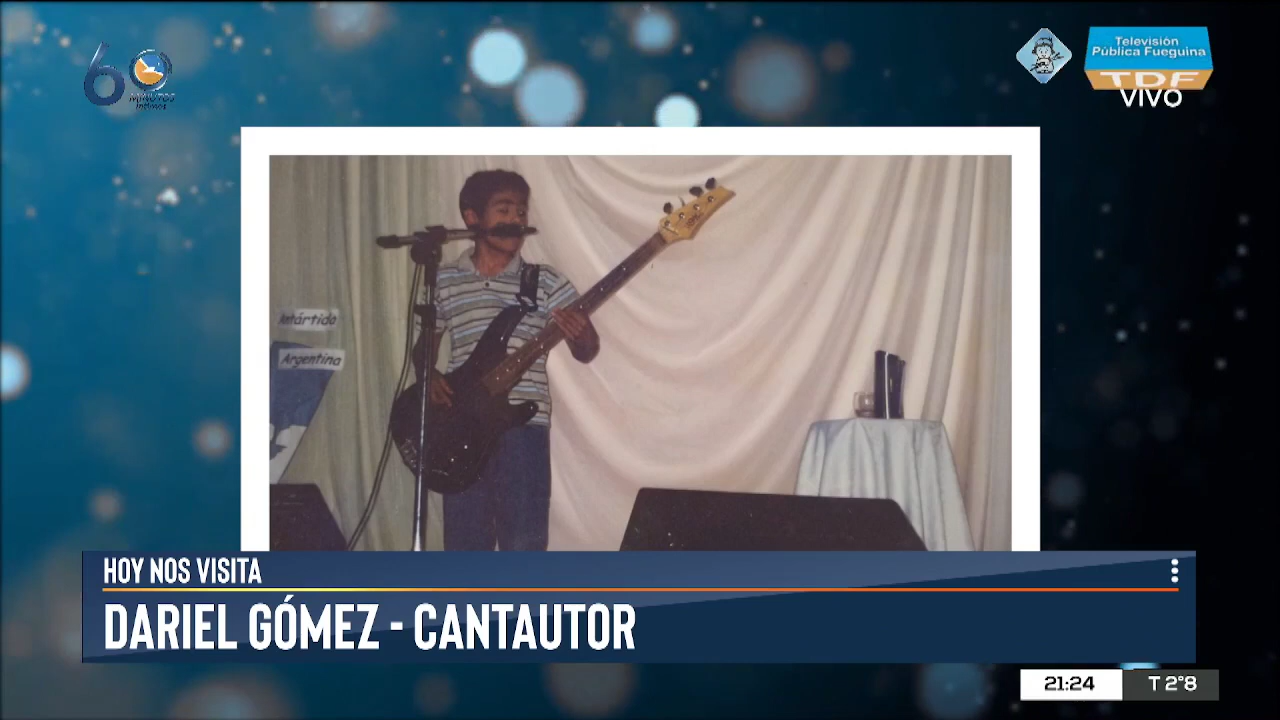 60
MINUTOS
íntimos
Televisión
Pública Fueguina
TDF
VIVO
Antártida
Argentina
HOY NOS VISITA
DARIEL GÓMEZ - CANTAUTOR
21:24
T 2°8